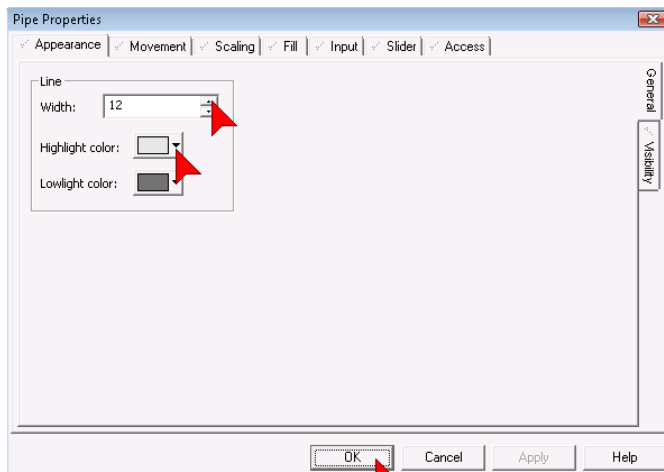 Pipe Properties
Appearance Movement Scaling Fill Input Slider Access
General
Visibility
Line
Width: 12
Highlight color:
Lowlight color:
OK Cancel Apply Help